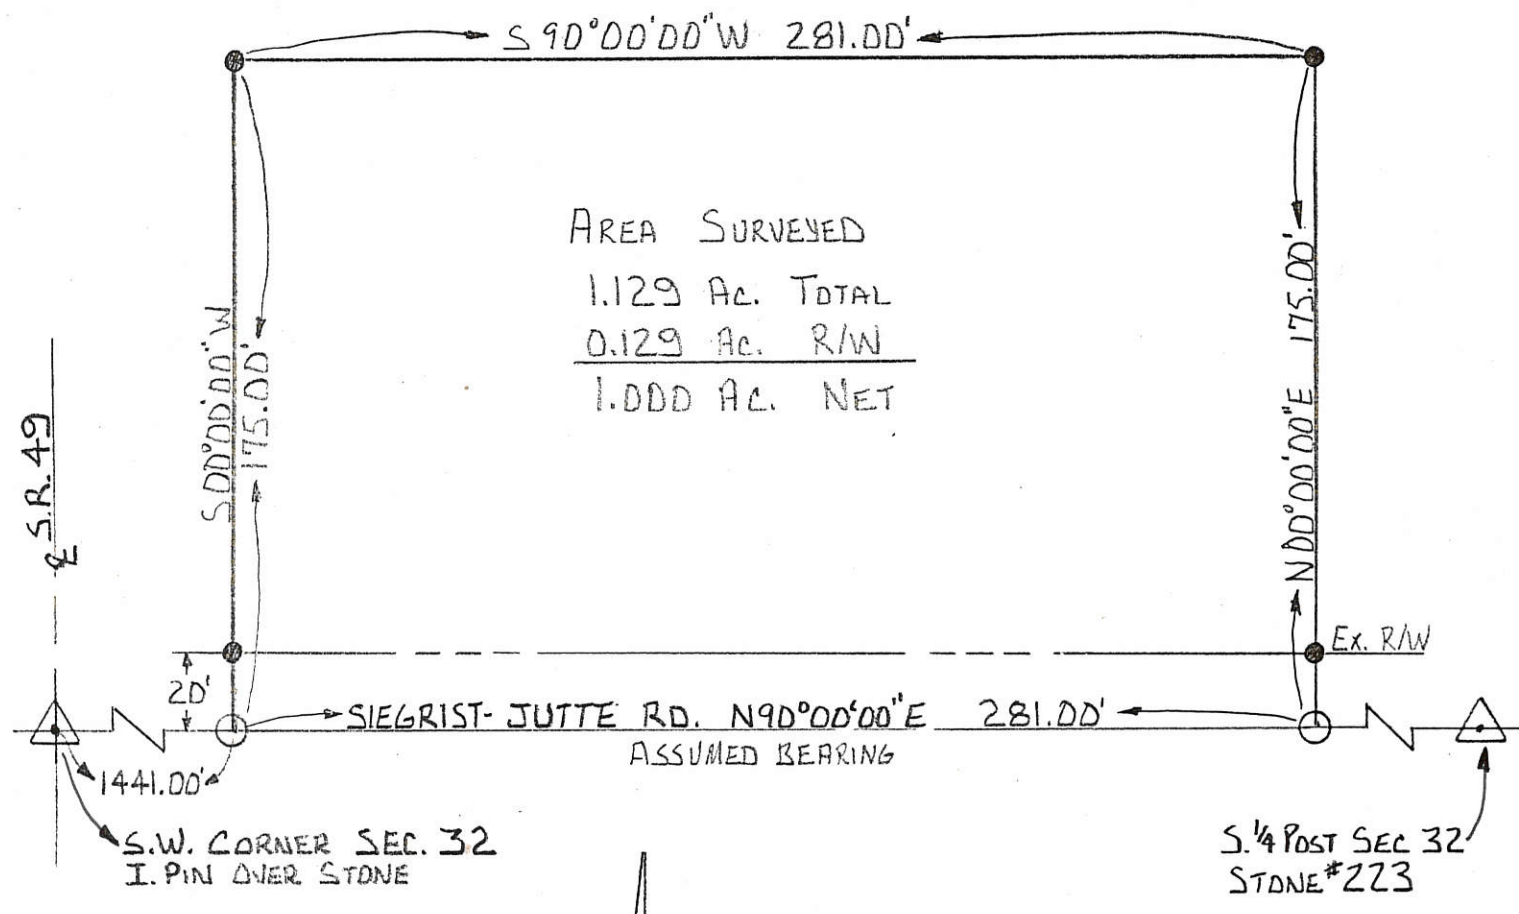 S 90°00'00"W 281.00'
AREA SURVEYED
1.129 AC. TOTAL
0.129 AC. R/W
1.000 AC. NET
S00°00'00"W
175.00'
N00°00'00"E 175.00'
S.R. 49
℄
EX. R/W
20'
SIEGRIST-JUTTE RD. N90°00'00"E 281.00'
ASSUMED BEARING
1441.00'
S.W. CORNER SEC. 32
I. PIN OVER STONE
S. 1/4 POST SEC 32
STONE #223